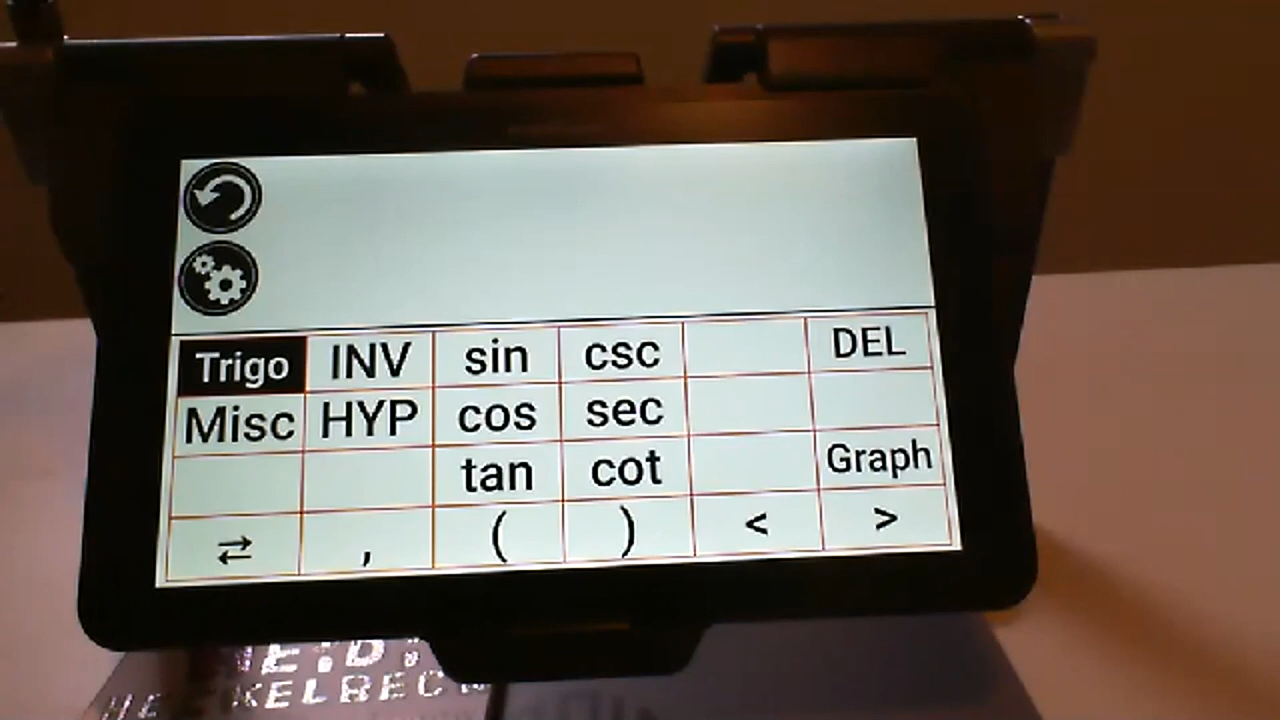 Trigo INV sin csc DEL
Misc HYP cos sec
tan cot Graph
⇄ , ( ) < >